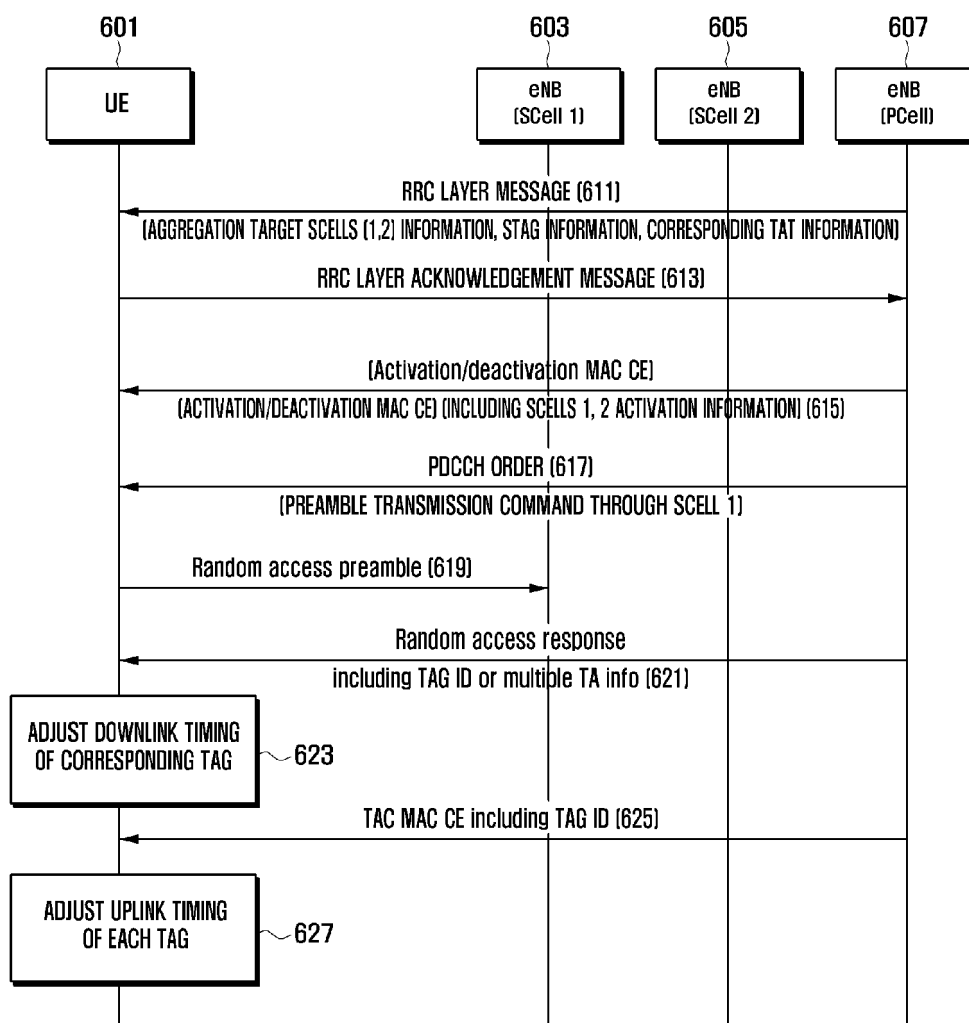 601
603
605
607
UE
eNB
(SCell 1)
eNB
(SCell 2)
eNB
(PCell)
RRC LAYER MESSAGE (611)
(AGGREGATION TARGET SCELLS (1,2) INFORMATION, STAG INFORMATION, CORRESPONDING TAT INFORMATION)
RRC LAYER ACKNOWLEDGEMENT MESSAGE (613)
(Activation/deactivation MAC CE)
(ACTIVATION/DEACTIVATION MAC CE) (INCLUDING SCELLS 1, 2 ACTIVATION INFORMATION) (615)
PDCCH ORDER (617)
(PREAMBLE TRANSMISSION COMMAND THROUGH SCELL 1)
Random access preamble (619)
Random access response
including TAG ID or multiple TA info (621)
ADJUST DOWNLINK TIMING
OF CORRESPONDING TAG
623
TAC MAC CE including TAG ID (625)
ADJUST UPLINK TIMING
OF EACH TAG
627